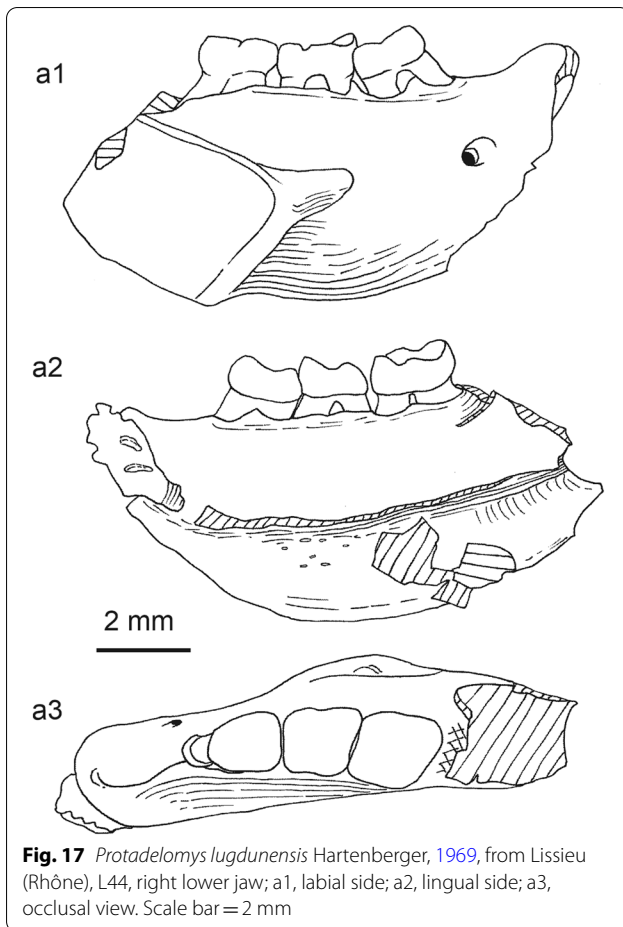 a1
a2
2 mm
a3
Fig. 17 Protadelomys lugdunensis Hartenberger, 1969, from Lissieu
(Rhône), L44, right lower jaw; a1, labial side; a2, lingual side; a3,
occlusal view. Scale bar = 2 mm